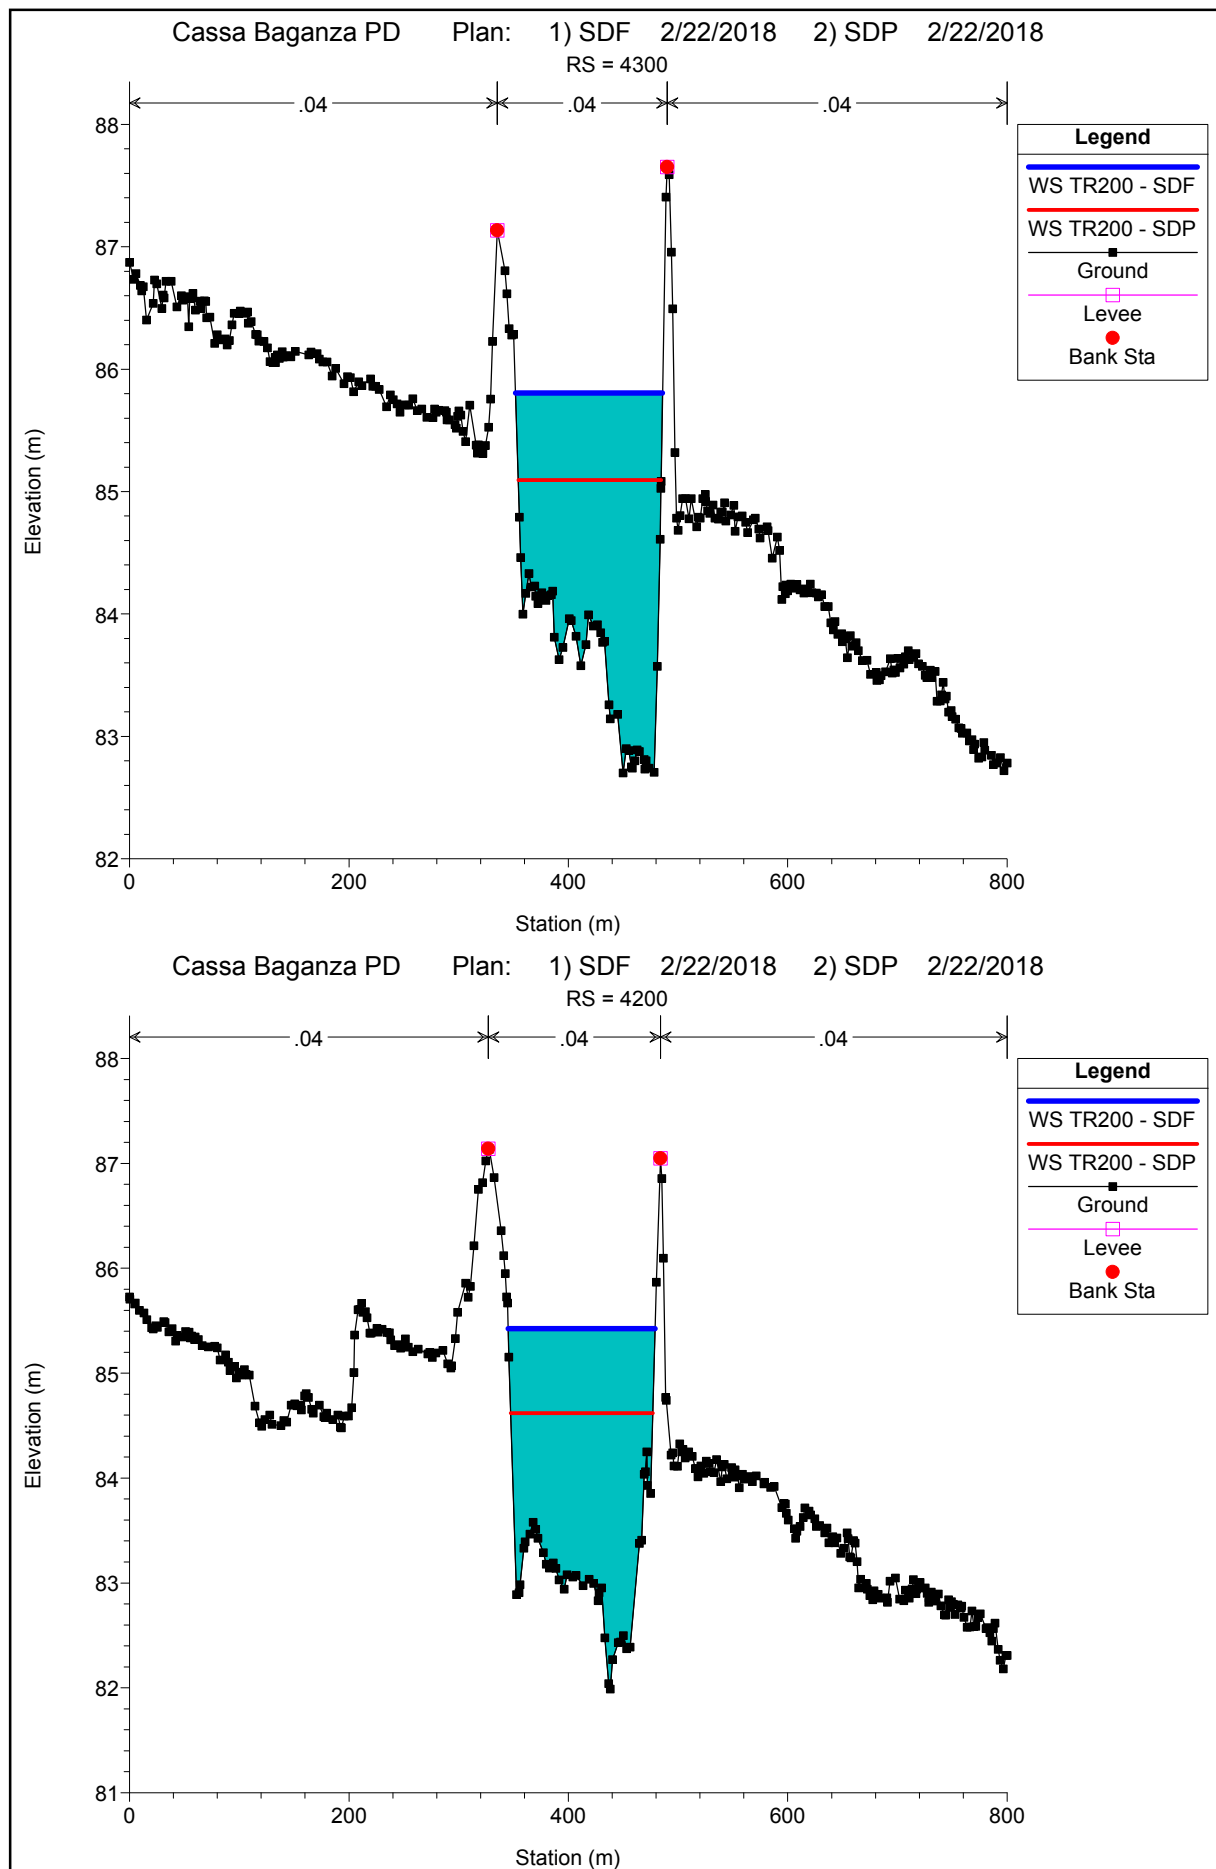 Cassa Baganza PD Plan: 1) SDF 2/22/2018 2) SDP 2/22/2018
RS = 4300
.04 .04 .04
Legend
WS TR200 - SDF
WS TR200 - SDP
Ground
Levee
Bank Sta
88
87
86
85
84
83
82
Elevation (m)
0 200 400 600 800
Station (m)
Cassa Baganza PD Plan: 1) SDF 2/22/2018 2) SDP 2/22/2018
RS = 4200
.04 .04 .04
Legend
WS TR200 - SDF
WS TR200 - SDP
Ground
Levee
Bank Sta
88
87
86
85
84
83
82
81
Elevation (m)
0 200 400 600 800
Station (m)